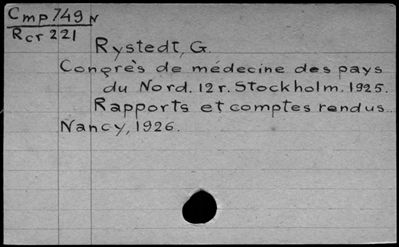 Cmp 749 N
Rcr 221
Rystedt, G.
Congrès de médecine des pays
du Nord. 12 r. Stockholm. 1925.
Rapports et comptes rendus.
Nancy, 1926.